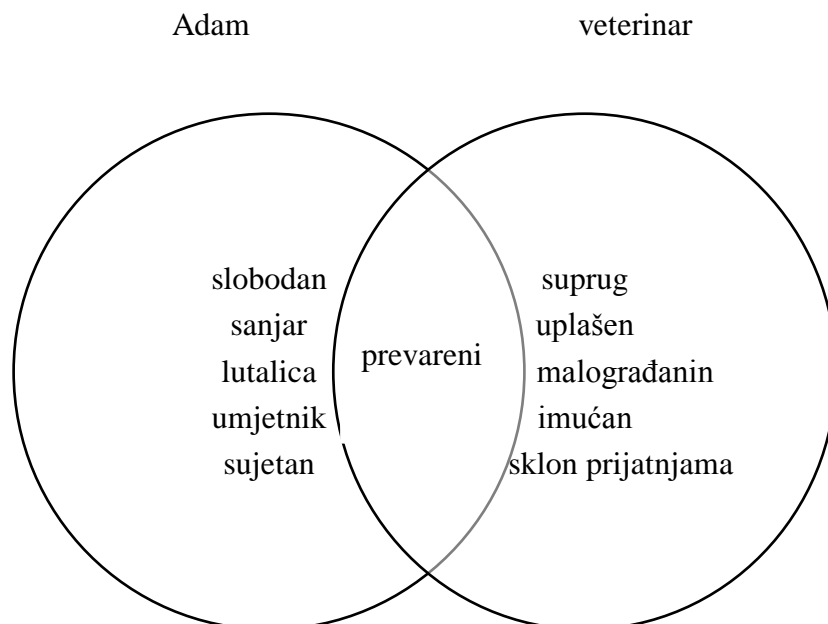 Adam
veterinar
slobodan
sanjar
lutalica
umjetnik
sujetan
prevareni
suprug
uplašen
malograđanin
imućan
sklon prijatnjama